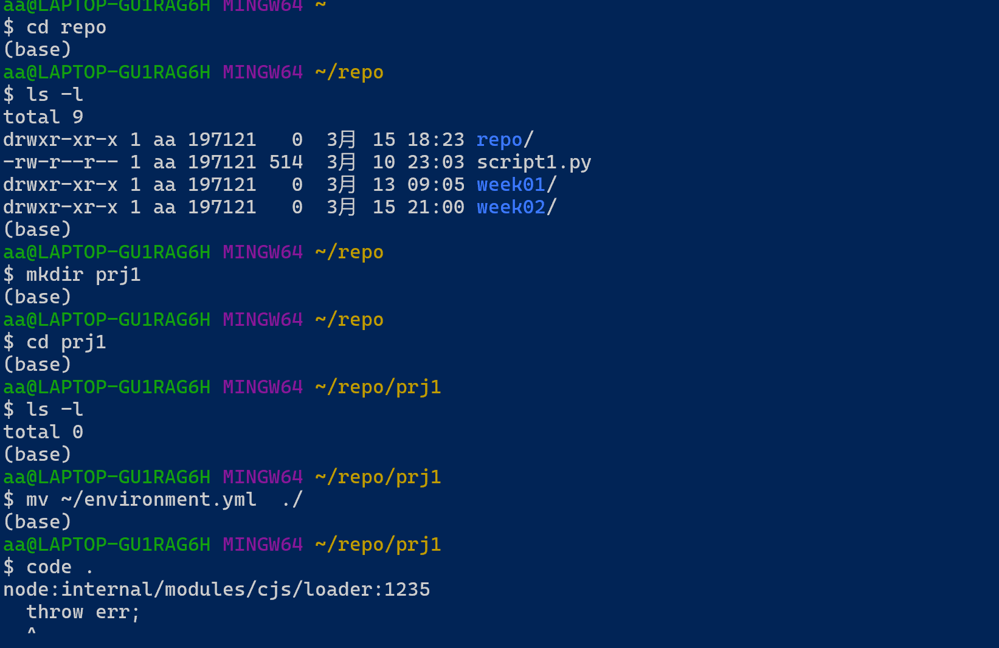 aa@LAPTOP-GU1RAG6H MINGW64 ~
$ cd repo
(base)
aa@LAPTOP-GU1RAG6H MINGW64 ~/repo
$ ls -l
total 9
drwxr-xr-x 1 aa 197121   0  3月  15 18:23 repo/
-rw-r--r-- 1 aa 197121 514  3月  10 23:03 script1.py
drwxr-xr-x 1 aa 197121   0  3月  13 09:05 week01/
drwxr-xr-x 1 aa 197121   0  3月  15 21:00 week02/
(base)
aa@LAPTOP-GU1RAG6H MINGW64 ~/repo
$ mkdir prj1
(base)
aa@LAPTOP-GU1RAG6H MINGW64 ~/repo
$ cd prj1
(base)
aa@LAPTOP-GU1RAG6H MINGW64 ~/repo/prj1
$ ls -l
total 0
(base)
aa@LAPTOP-GU1RAG6H MINGW64 ~/repo/prj1
$ mv ~/environment.yml  ./
(base)
aa@LAPTOP-GU1RAG6H MINGW64 ~/repo/prj1
$ code .
node:internal/modules/cjs/loader:1235
  throw err;
  ^